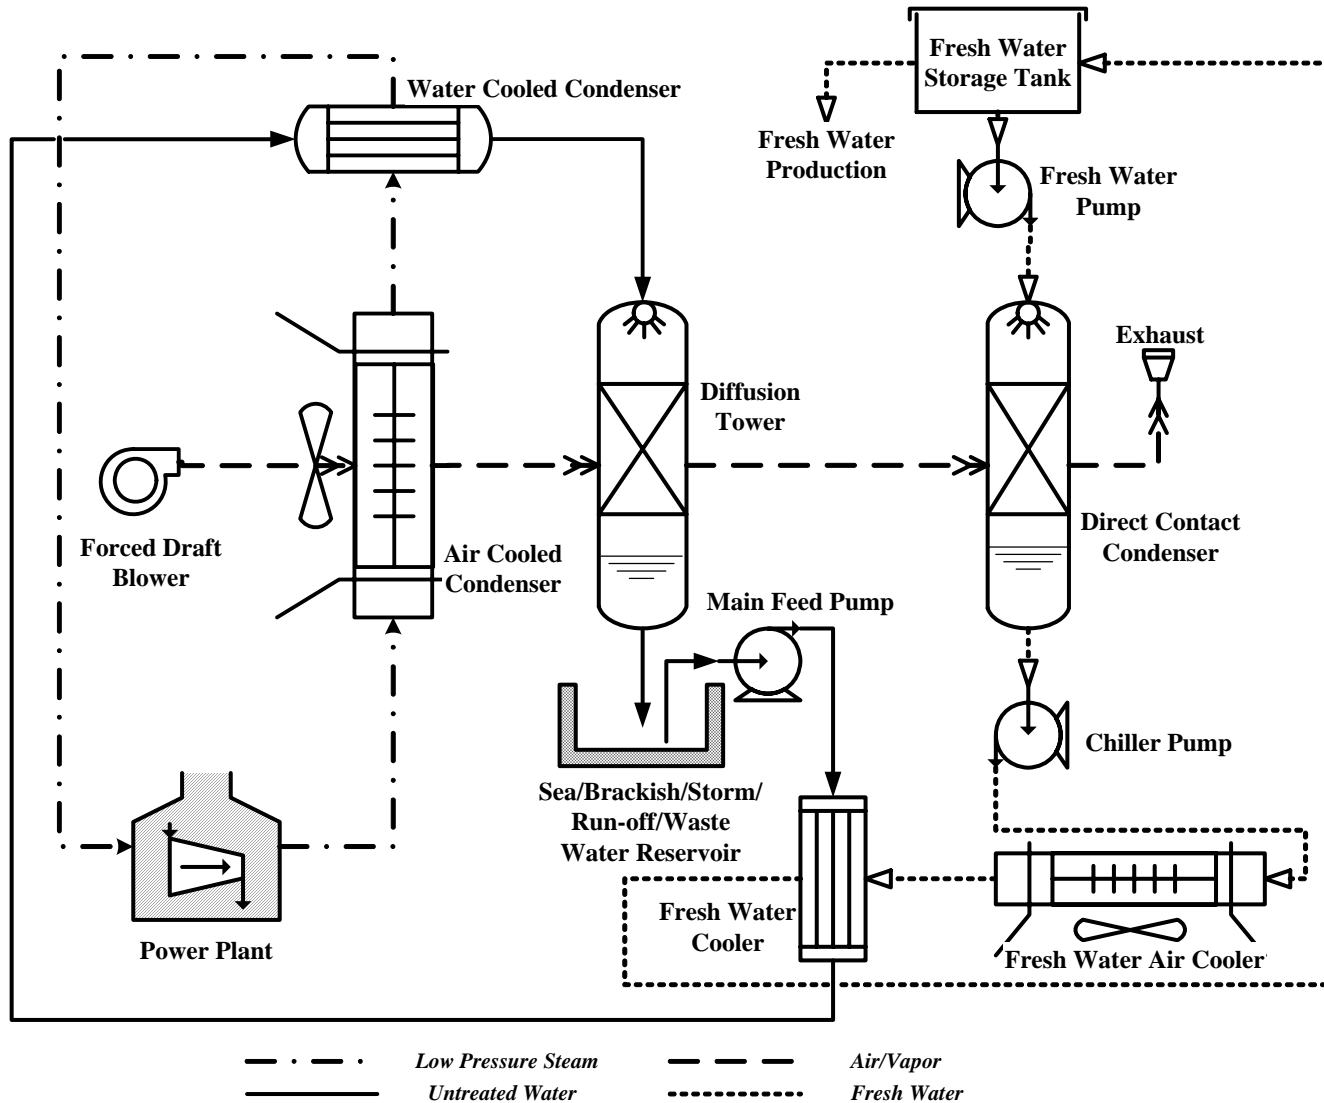 Fresh Water
Storage Tank
Water Cooled Condenser
Fresh Water
Production
Fresh Water
Pump
Exhaust
Diffusion
Tower
Direct Contact
Condenser
Forced Draft
Blower
Air Cooled
Condenser
Main Feed Pump
Chiller Pump
Sea/Brackish/Storm/
Run-off/Waste
Water Reservoir
Fresh Water
Cooler
Power Plant
Fresh Water Air Cooler
Low Pressure Steam
Air/Vapor
Untreated Water
Fresh Water